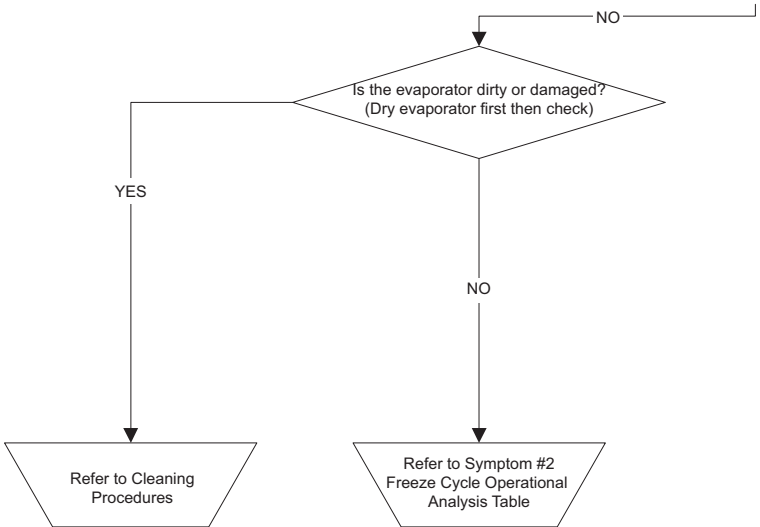 NO
Is the evaporator dirty or damaged?
(Dry evaporator first then check)
YES
NO
Refer to Cleaning
Procedures
Refer to Symptom #2
Freeze Cycle Operational
Analysis Table